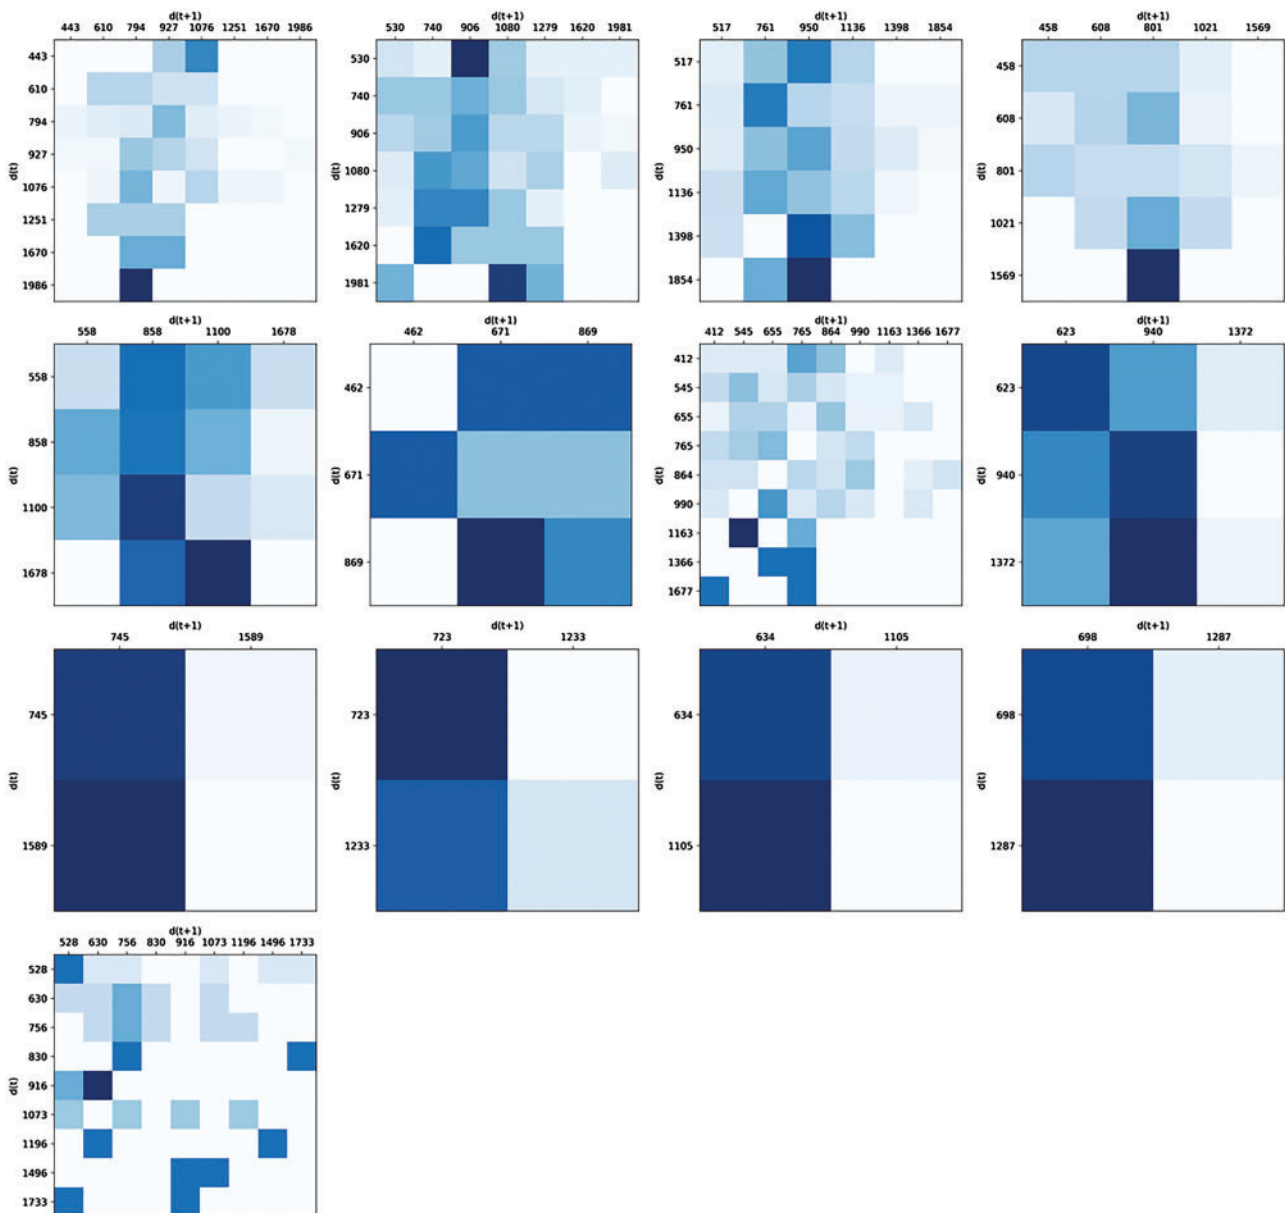 d(t+1)
443 610 794 927 1076 1251 1670 1986
d(t)
443
610
794
927
1076
1251
1670
1986
d(t+1)
530 740 906 1080 1279 1620 1981
d(t)
530
740
906
1080
1279
1620
1981
d(t+1)
517 761 950 1136 1398 1854
d(t)
517
761
950
1136
1398
1854
d(t+1)
458 608 801 1021 1569
d(t)
458
608
801
1021
1569
d(t+1)
558 858 1100 1678
d(t)
558
858
1100
1678
d(t+1)
462 671 869
d(t)
462
671
869
d(t+1)
412 545 655 765 864 990 1163 1366 1677
d(t)
412
545
655
765
864
990
1163
1366
1677
d(t+1)
623 940 1372
d(t)
623
940
1372
d(t+1)
745 1589
d(t)
745
1589
d(t+1)
723 1233
d(t)
723
1233
d(t+1)
634 1105
d(t)
634
1105
d(t+1)
698 1287
d(t)
698
1287
d(t+1)
528 630 756 830 916 1073 1196 1496 1733
d(t)
528
630
756
830
916
1073
1196
1496
1733